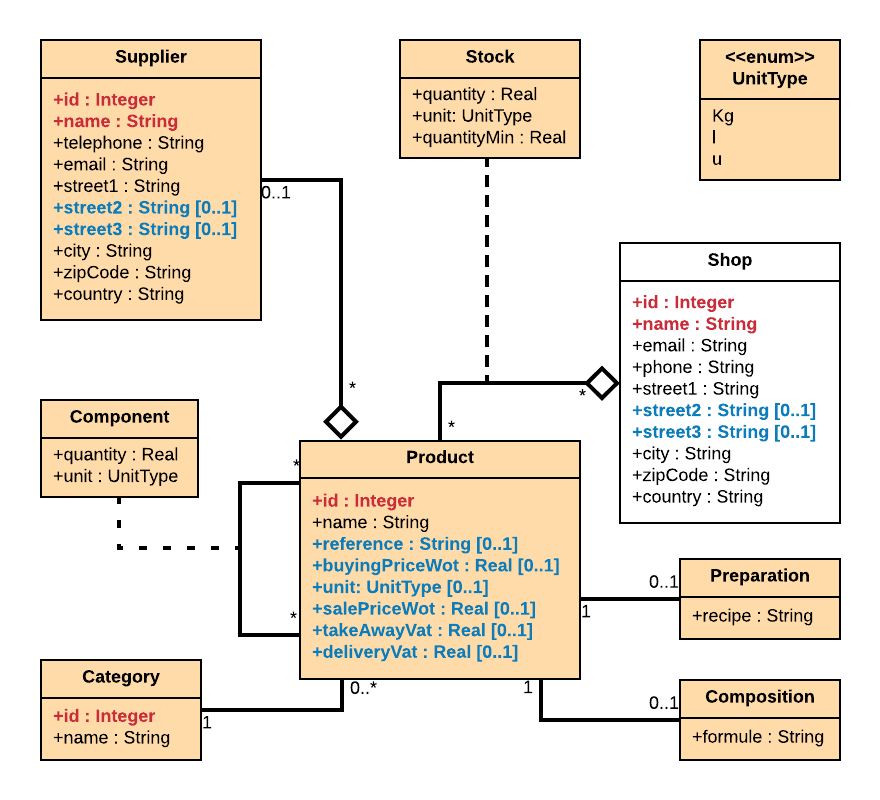 Supplier
+id : Integer
+name : String
+telephone : String
+email : String
+street1 : String
+street2 : String [0..1]
+street3 : String [0..1]
+city : String
+zipCode : String
+country : String
0..1
*
Stock
+quantity : Real
+unit: UnitType
+quantityMin : Real
<<enum>>
UnitType
Kg
l
u
Shop
+id : Integer
+name : String
+email : String
+phone : String
+street1 : String
+street2 : String [0..1]
+street3 : String [0..1]
+city : String
+zipCode : String
+country : String
*
*
Component
+quantity : Real
+unit : UnitType
*
*
Product
+id : Integer
+name : String
+reference : String [0..1]
+buyingPriceWot : Real [0..1]
+unit: UnitType [0..1]
+salePriceWot : Real [0..1]
+takeAwayVat : Real [0..1]
+deliveryVat : Real [0..1]
0..1
1
Preparation
+recipe : String
Category
+id : Integer
+name : String
1
0..*
1
0..1
Composition
+formule : String